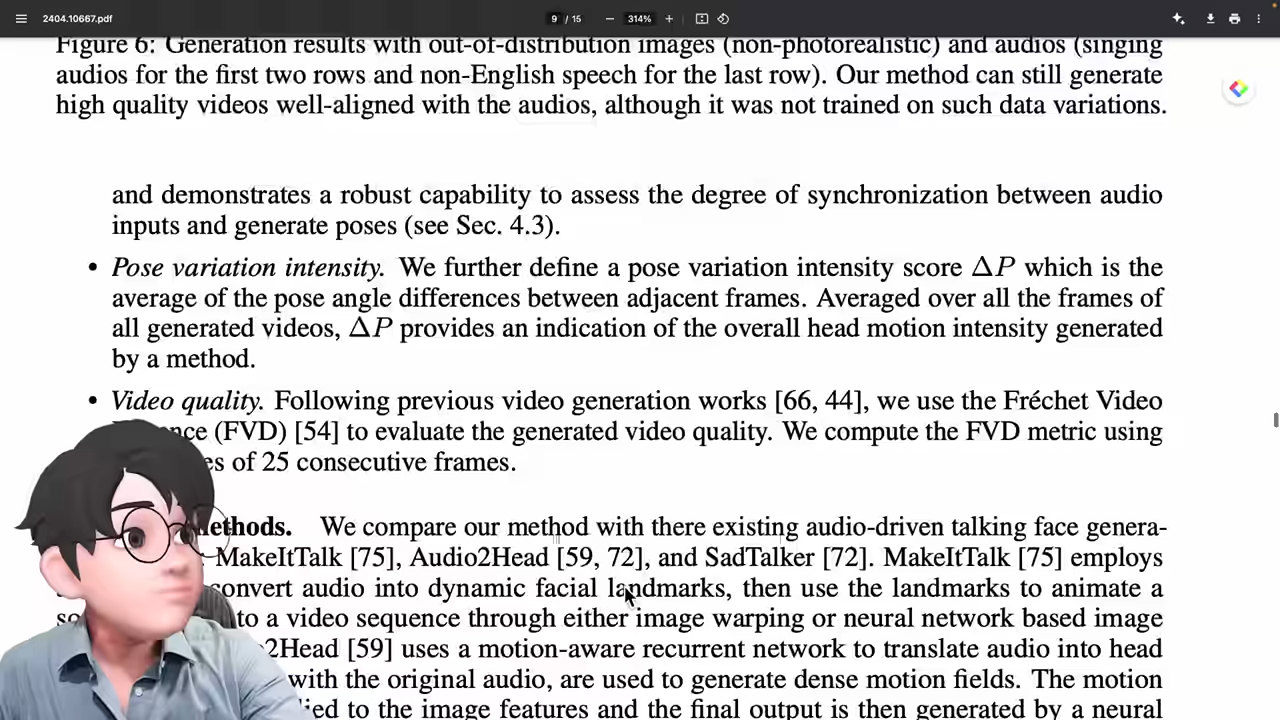 2404.10667.pdf
9 / 15
314%
Figure 6: Generation results with out-of-distribution images (non-photorealistic) and audios (singing
audios for the first two rows and non-English speech for the last row). Our method can still generate
high quality videos well-aligned with the audios, although it was not trained on such data variations.
and demonstrates a robust capability to assess the degree of synchronization between audio
inputs and generate poses (see Sec. 4.3).
• Pose variation intensity. We further define a pose variation intensity score ΔP which is the
average of the pose angle differences between adjacent frames. Averaged over all the frames of
all generated videos, ΔP provides an indication of the overall head motion intensity generated
by a method.
• Video quality. Following previous video generation works [66, 44], we use the Fréchet Video
(FVD) [54] to evaluate the generated video quality. We compute the FVD metric using
of 25 consecutive frames.
ethods. We compare our method with there existing audio-driven talking face genera-
MakeItTalk [75], Audio2Head [59, 72], and SadTalker [72]. MakeItTalk [75] employs
onvert audio into dynamic facial landmarks, then use the landmarks to animate a
to a video sequence through either image warping or neural network based image
2Head [59] uses a motion-aware recurrent network to translate audio into head
with the original audio, are used to generate dense motion fields. The motion
lied to the image features and the final output is then generated by a neural